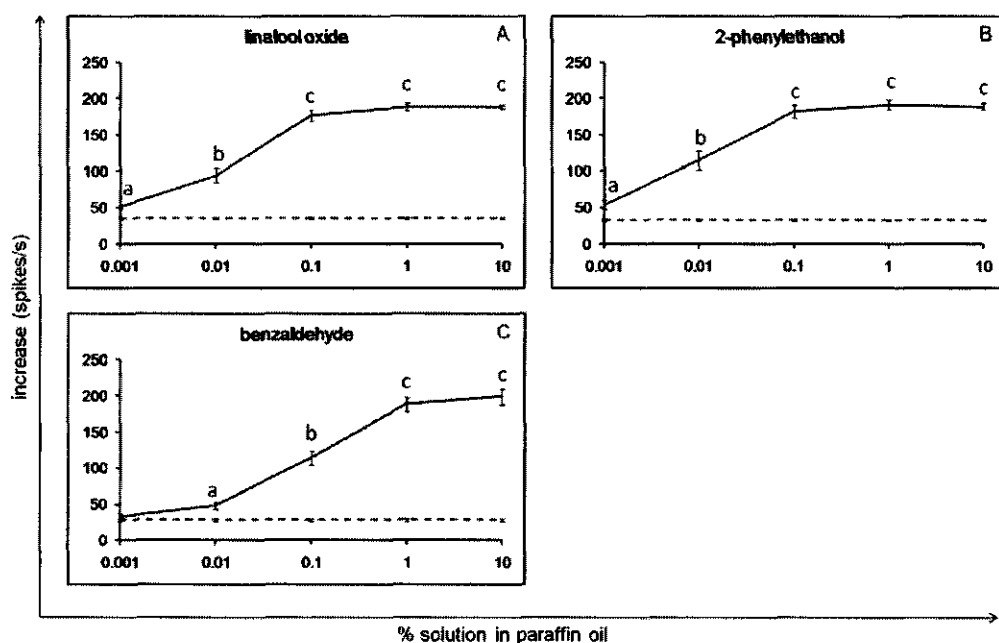 linalool oxide A
250
200
150
100
50
0
a
b
c
c
c
0.001 0.01 0.1 1 10
2-phenylethanol B
250
200
150
100
50
0
a
b
c
c
c
0.001 0.01 0.1 1 10
benzaldehyde C
250
200
150
100
50
0
a
b
c
c
0.001 0.01 0.1 1 10
increase (spikes/s)
% solution in paraffin oil